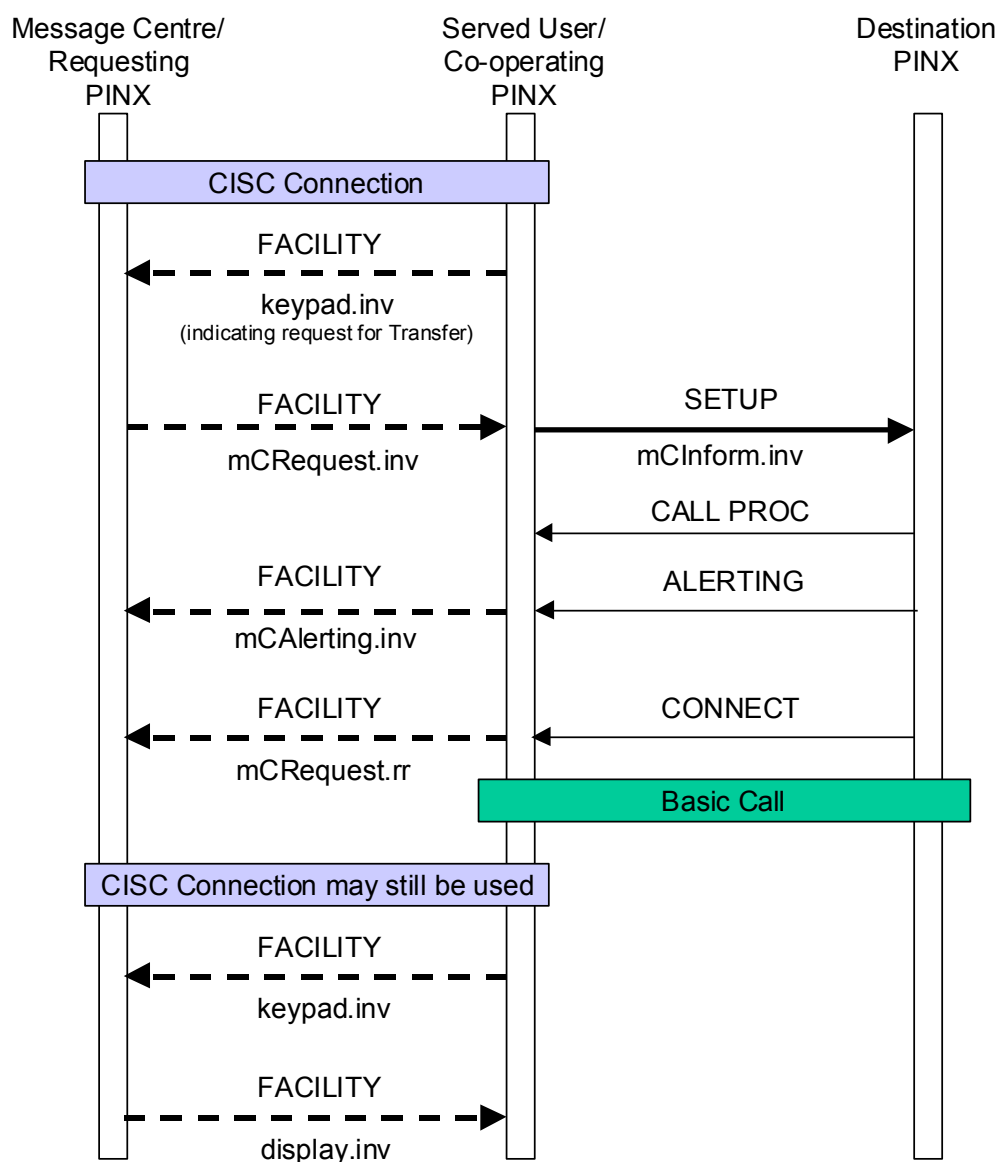 Message Centre/
Requesting
PINX
Served User/
Co-operating
PINX
Destination
PINX
CISC Connection
FACILITY
keypad.inv
(indicating request for Transfer)
FACILITY
mCRequest.inv
SETUP
mCInform.inv
CALL PROC
FACILITY
mCAlerting.inv
ALERTING
FACILITY
mCRequest.rr
CONNECT
Basic Call
CISC Connection may still be used
FACILITY
keypad.inv
FACILITY
display.inv